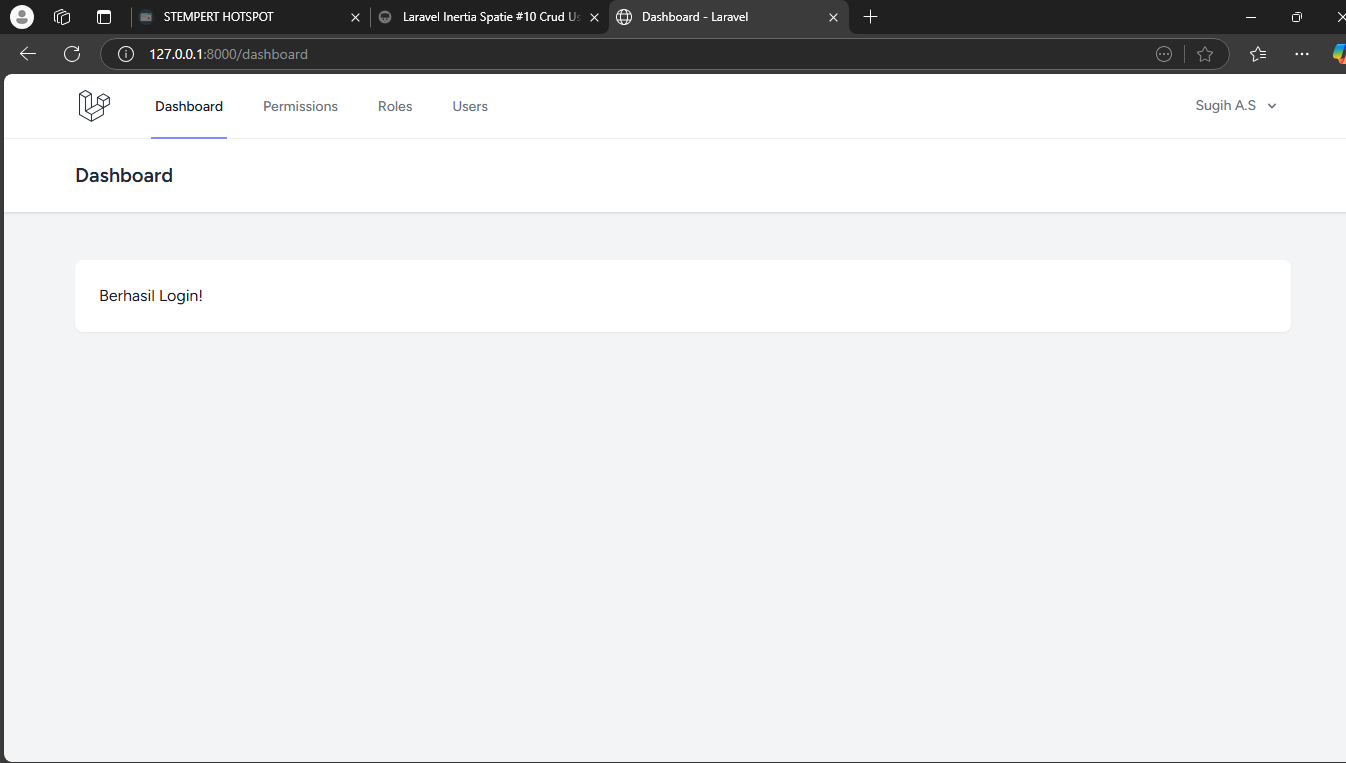 STEMPERT HOTSPOT
Laravel Inertia Spatie #10 Crud Us
Dashboard - Laravel
127.0.0.1:8000/dashboard
Dashboard Permissions Roles Users Sugih A.S
Dashboard
Berhasil Login!